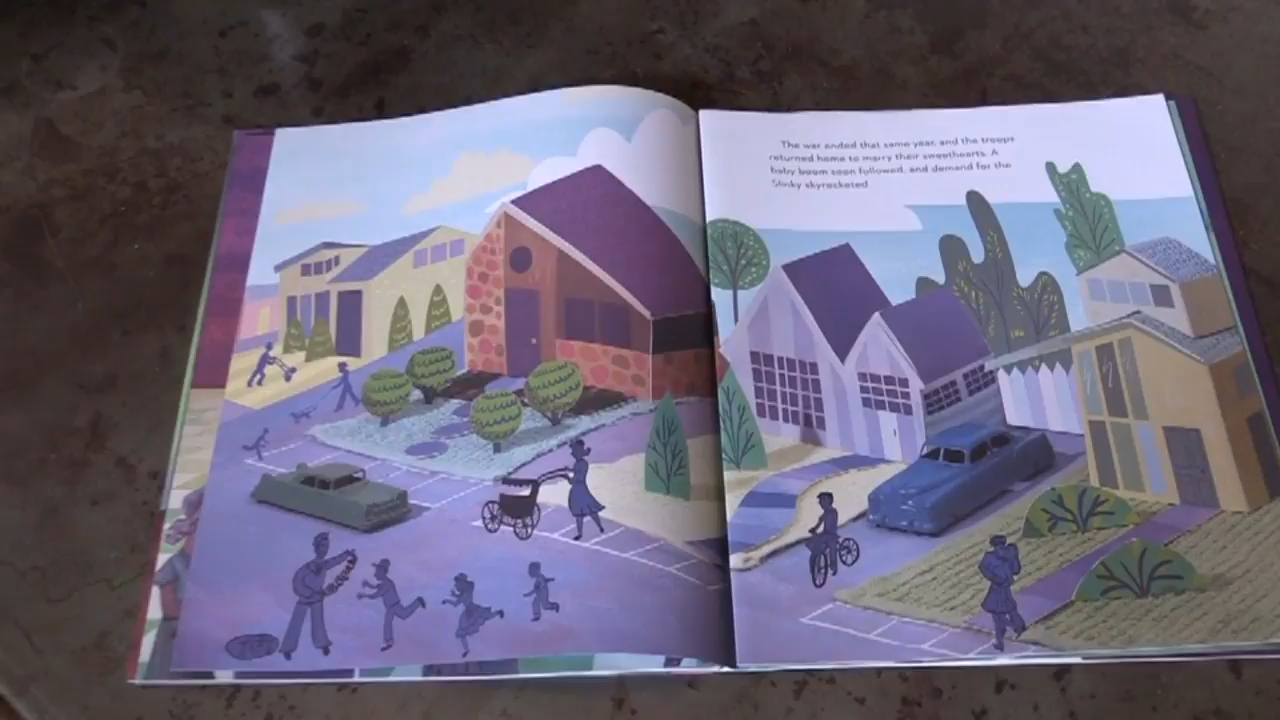 The war ended that same year, and the troops
returned home to marry their sweethearts. A
baby boom soon followed, and demand for the
Slinky skyrocketed.